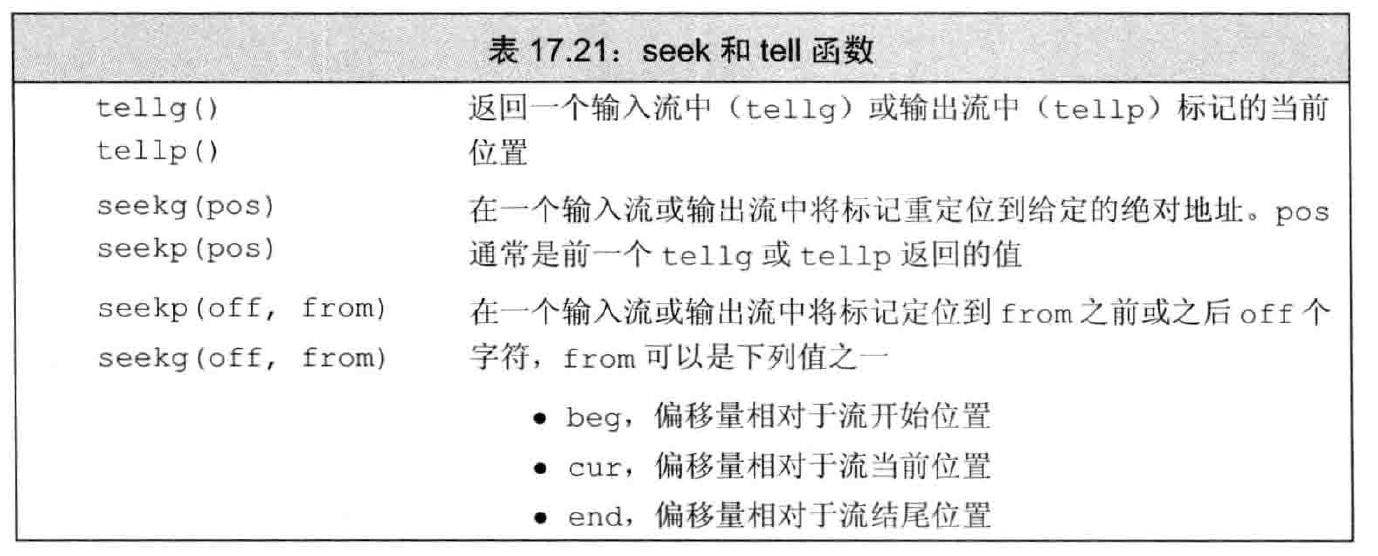 表 17.21：seek 和 tell 函数
tellg() 返回一个输入流中（tellg）或输出流中（tellp）标记的当前
tellp() 位置
seekg(pos) 在一个输入流或输出流中将标记重定位到给定的绝对地址。pos
seekp(pos) 通常是前一个 tellg 或 tellp 返回的值
seekp(off, from) 在一个输入流或输出流中将标记定位到 from 之前或之后 off 个
seekg(off, from) 字符，from 可以是下列值之一
● beg，偏移量相对于流开始位置
● cur，偏移量相对于流当前位置
● end，偏移量相对于流结尾位置